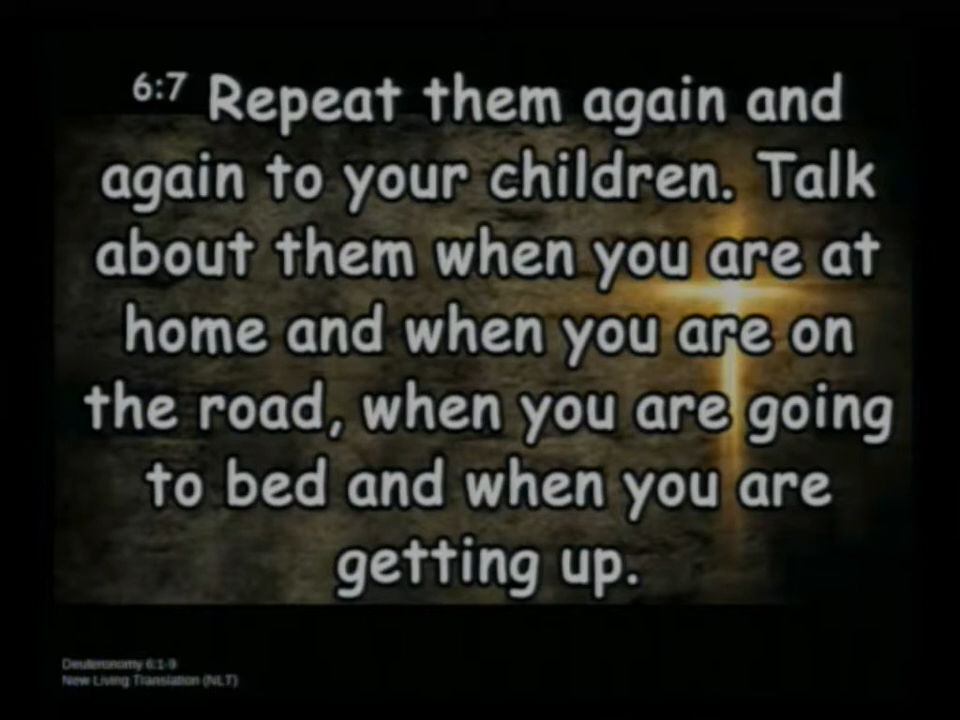 6:7 Repeat them again and
again to your children. Talk
about them when you are at
home and when you are on
the road, when you are going
to bed and when you are
getting up.
Deuteronomy 6:1-9
New Living Translation (NLT)